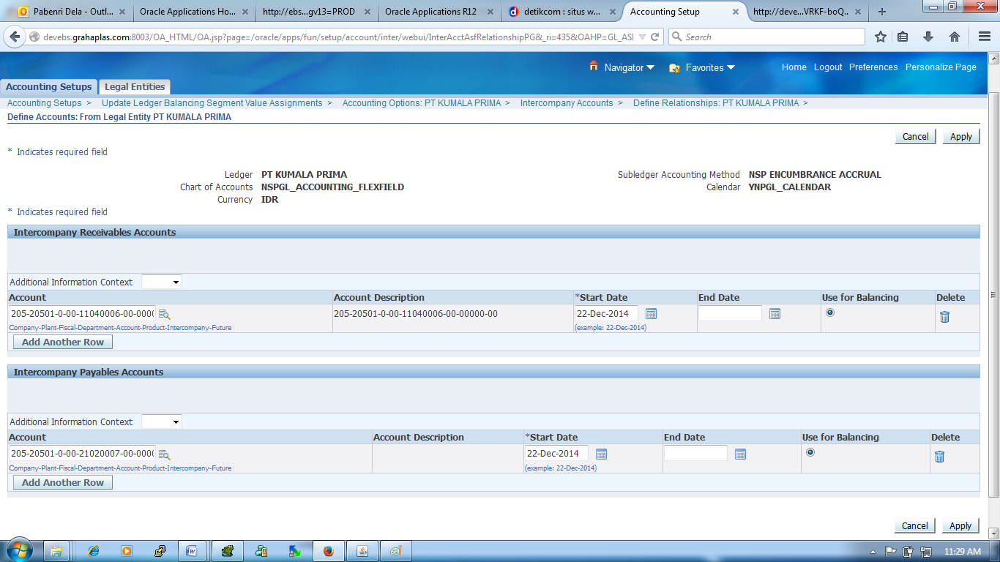 Pabenri Dela - Outl...
Oracle Applications Ho...
http://ebs...gv13=PROD
Oracle Applications R12
detikcom : situs w...
Accounting Setup
http://deve...VRKF-boQ...
devebs.grahaplas.com:8003/OA_HTML/OA.jsp?page=/oracle/apps/fun/setup/account/inter/webui/InterAcctAsfRelationshipPG&_ri=435&OAHP=GL_ASI
Search
Navigator
Favorites
Home Logout Preferences Personalize Page
Accounting Setups
Legal Entities
Accounting Setups > Update Ledger Balancing Segment Value Assignments > Accounting Options: PT KUMALA PRIMA > Intercompany Accounts > Define Relationships: PT KUMALA PRIMA >
Define Accounts: From Legal Entity PT KUMALA PRIMA
Cancel Apply
* Indicates required field
Ledger PT KUMALA PRIMA Subledger Accounting Method NSP ENCUMBRANCE ACCRUAL
Chart of Accounts NSPGL_ACCOUNTING_FLEXFIELD Calendar YNPGL_CALENDAR
Currency IDR
* Indicates required field
Intercompany Receivables Accounts
Additional Information Context
Account Account Description *Start Date End Date Use for Balancing Delete
205-20501-0-00-11040006-00-0000 205-20501-0-00-11040006-00-00000-00 22-Dec-2014
Company-Plant-Fiscal-Department-Account-Product-Intercompany-Future (example: 22-Dec-2014)
Add Another Row
Intercompany Payables Accounts
Additional Information Context
Account Account Description *Start Date End Date Use for Balancing Delete
205-20501-0-00-21020007-00-0000 22-Dec-2014
Company-Plant-Fiscal-Department-Account-Product-Intercompany-Future (example: 22-Dec-2014)
Add Another Row
Cancel Apply
11:29 AM